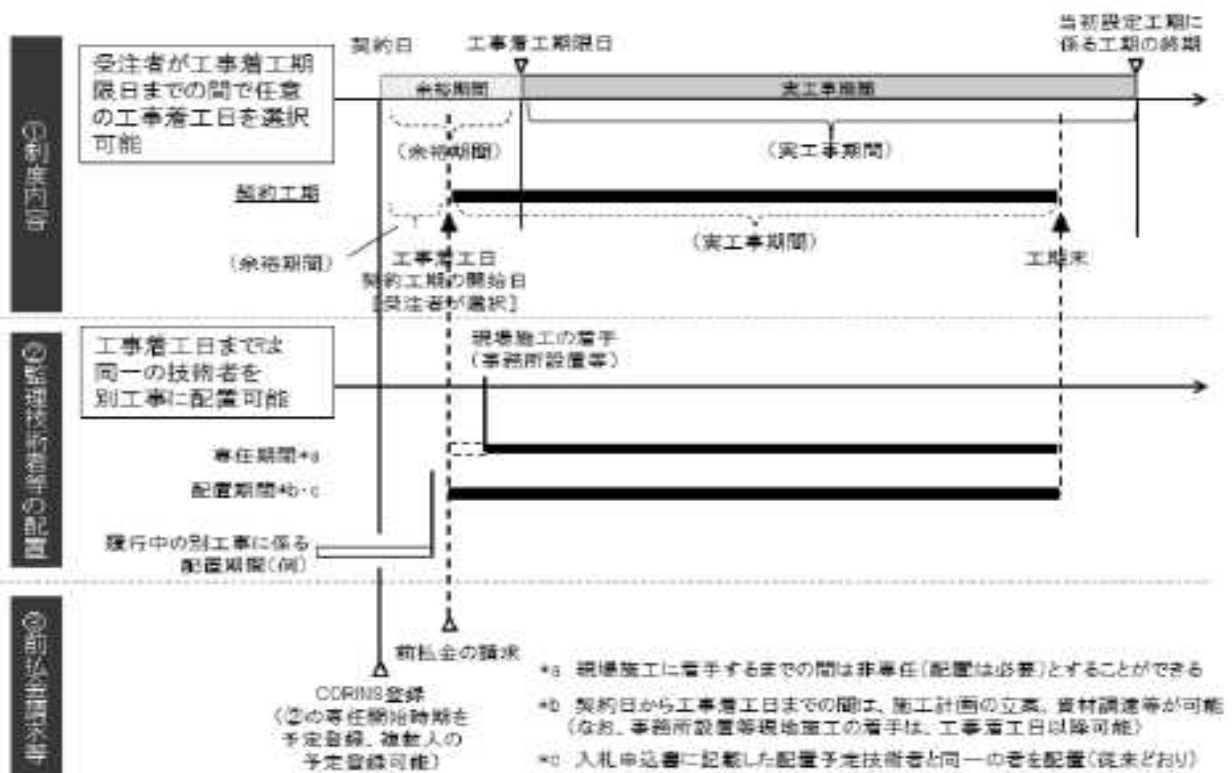 ①制度内容
受注者が工事着工期
限日までの間で任意
の工事着工日を選択
可能
契約日
工事着工期限日
当初設定工期に
係る工期の終期
余裕期間
実工事期間
(余裕期間)
(実工事期間)
契約工期
(余裕期間)
(実工事期間)
工事着工日
契約工期の開始日
[受注者が選択]
工期末
②監理技術者等の配置
工事着工日までは
同一の技術者を
別工事に配置可能
現場施工の着手
(事務所設置等)
専任期間*a
配置期間*b・c
履行中の別工事に係る
配置期間(例)
③前払金請求等
前払金の請求
CORINS登録
(②の専任開始時期を
予定登録、複数人の
予定登録可能)
*a 現場施工に着手するまでの間は非専任(配置は必要)とすることができる
*b 契約日から工事着工日までの間は、施工計画の立案、資材調達等が可能
(なお、事務所設置等現地施工の着手は、工事着工日以降可能)
*c 入札申込書に記載した配置予定技術者と同一の者を配置(従来どおり)